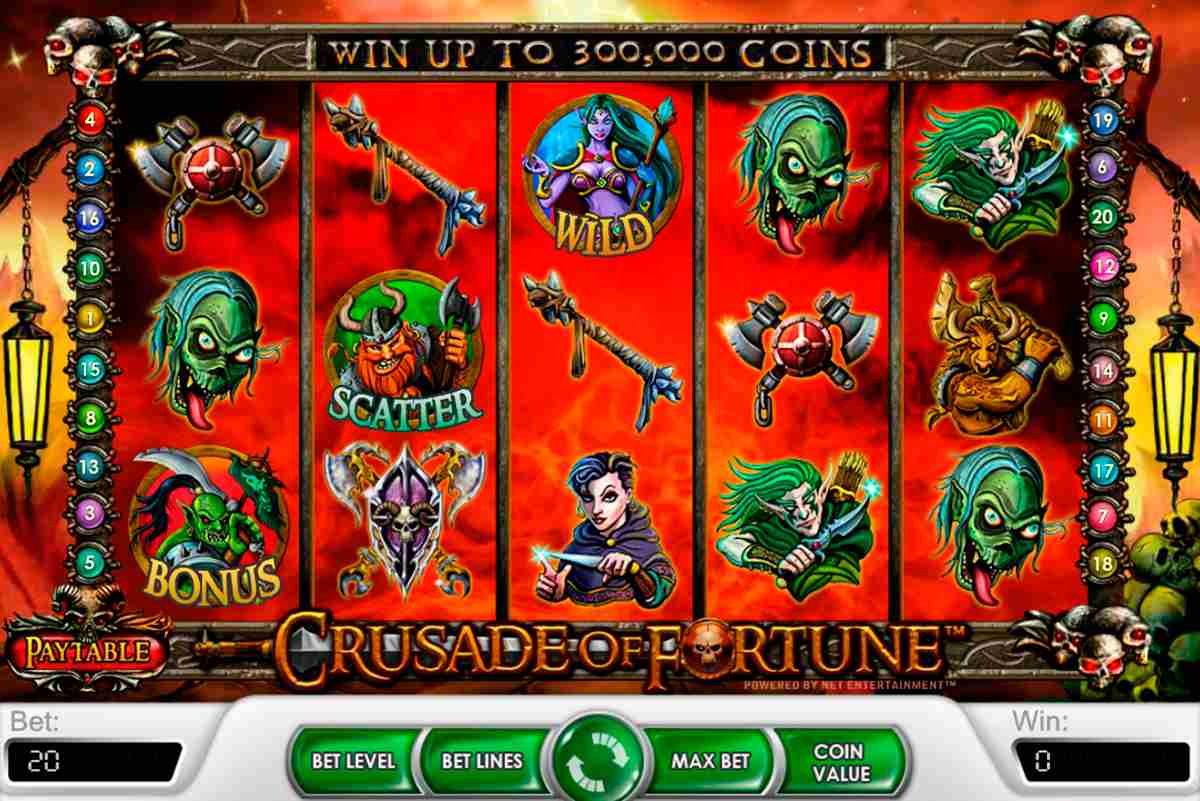 WIN UP TO 300,000 COINS
4
2
16
10
1
15
8
13
3
5
WILD
SCATTER
BONUS
19
6
20
12
9
14
11
17
7
18
PAYTABLE
CRUSADE OF FORTUNE™
POWERED BY NET ENTERTAINMENT™
Bet:
20
BET LEVEL
BET LINES
MAX BET
COIN
VALUE
Win:
0